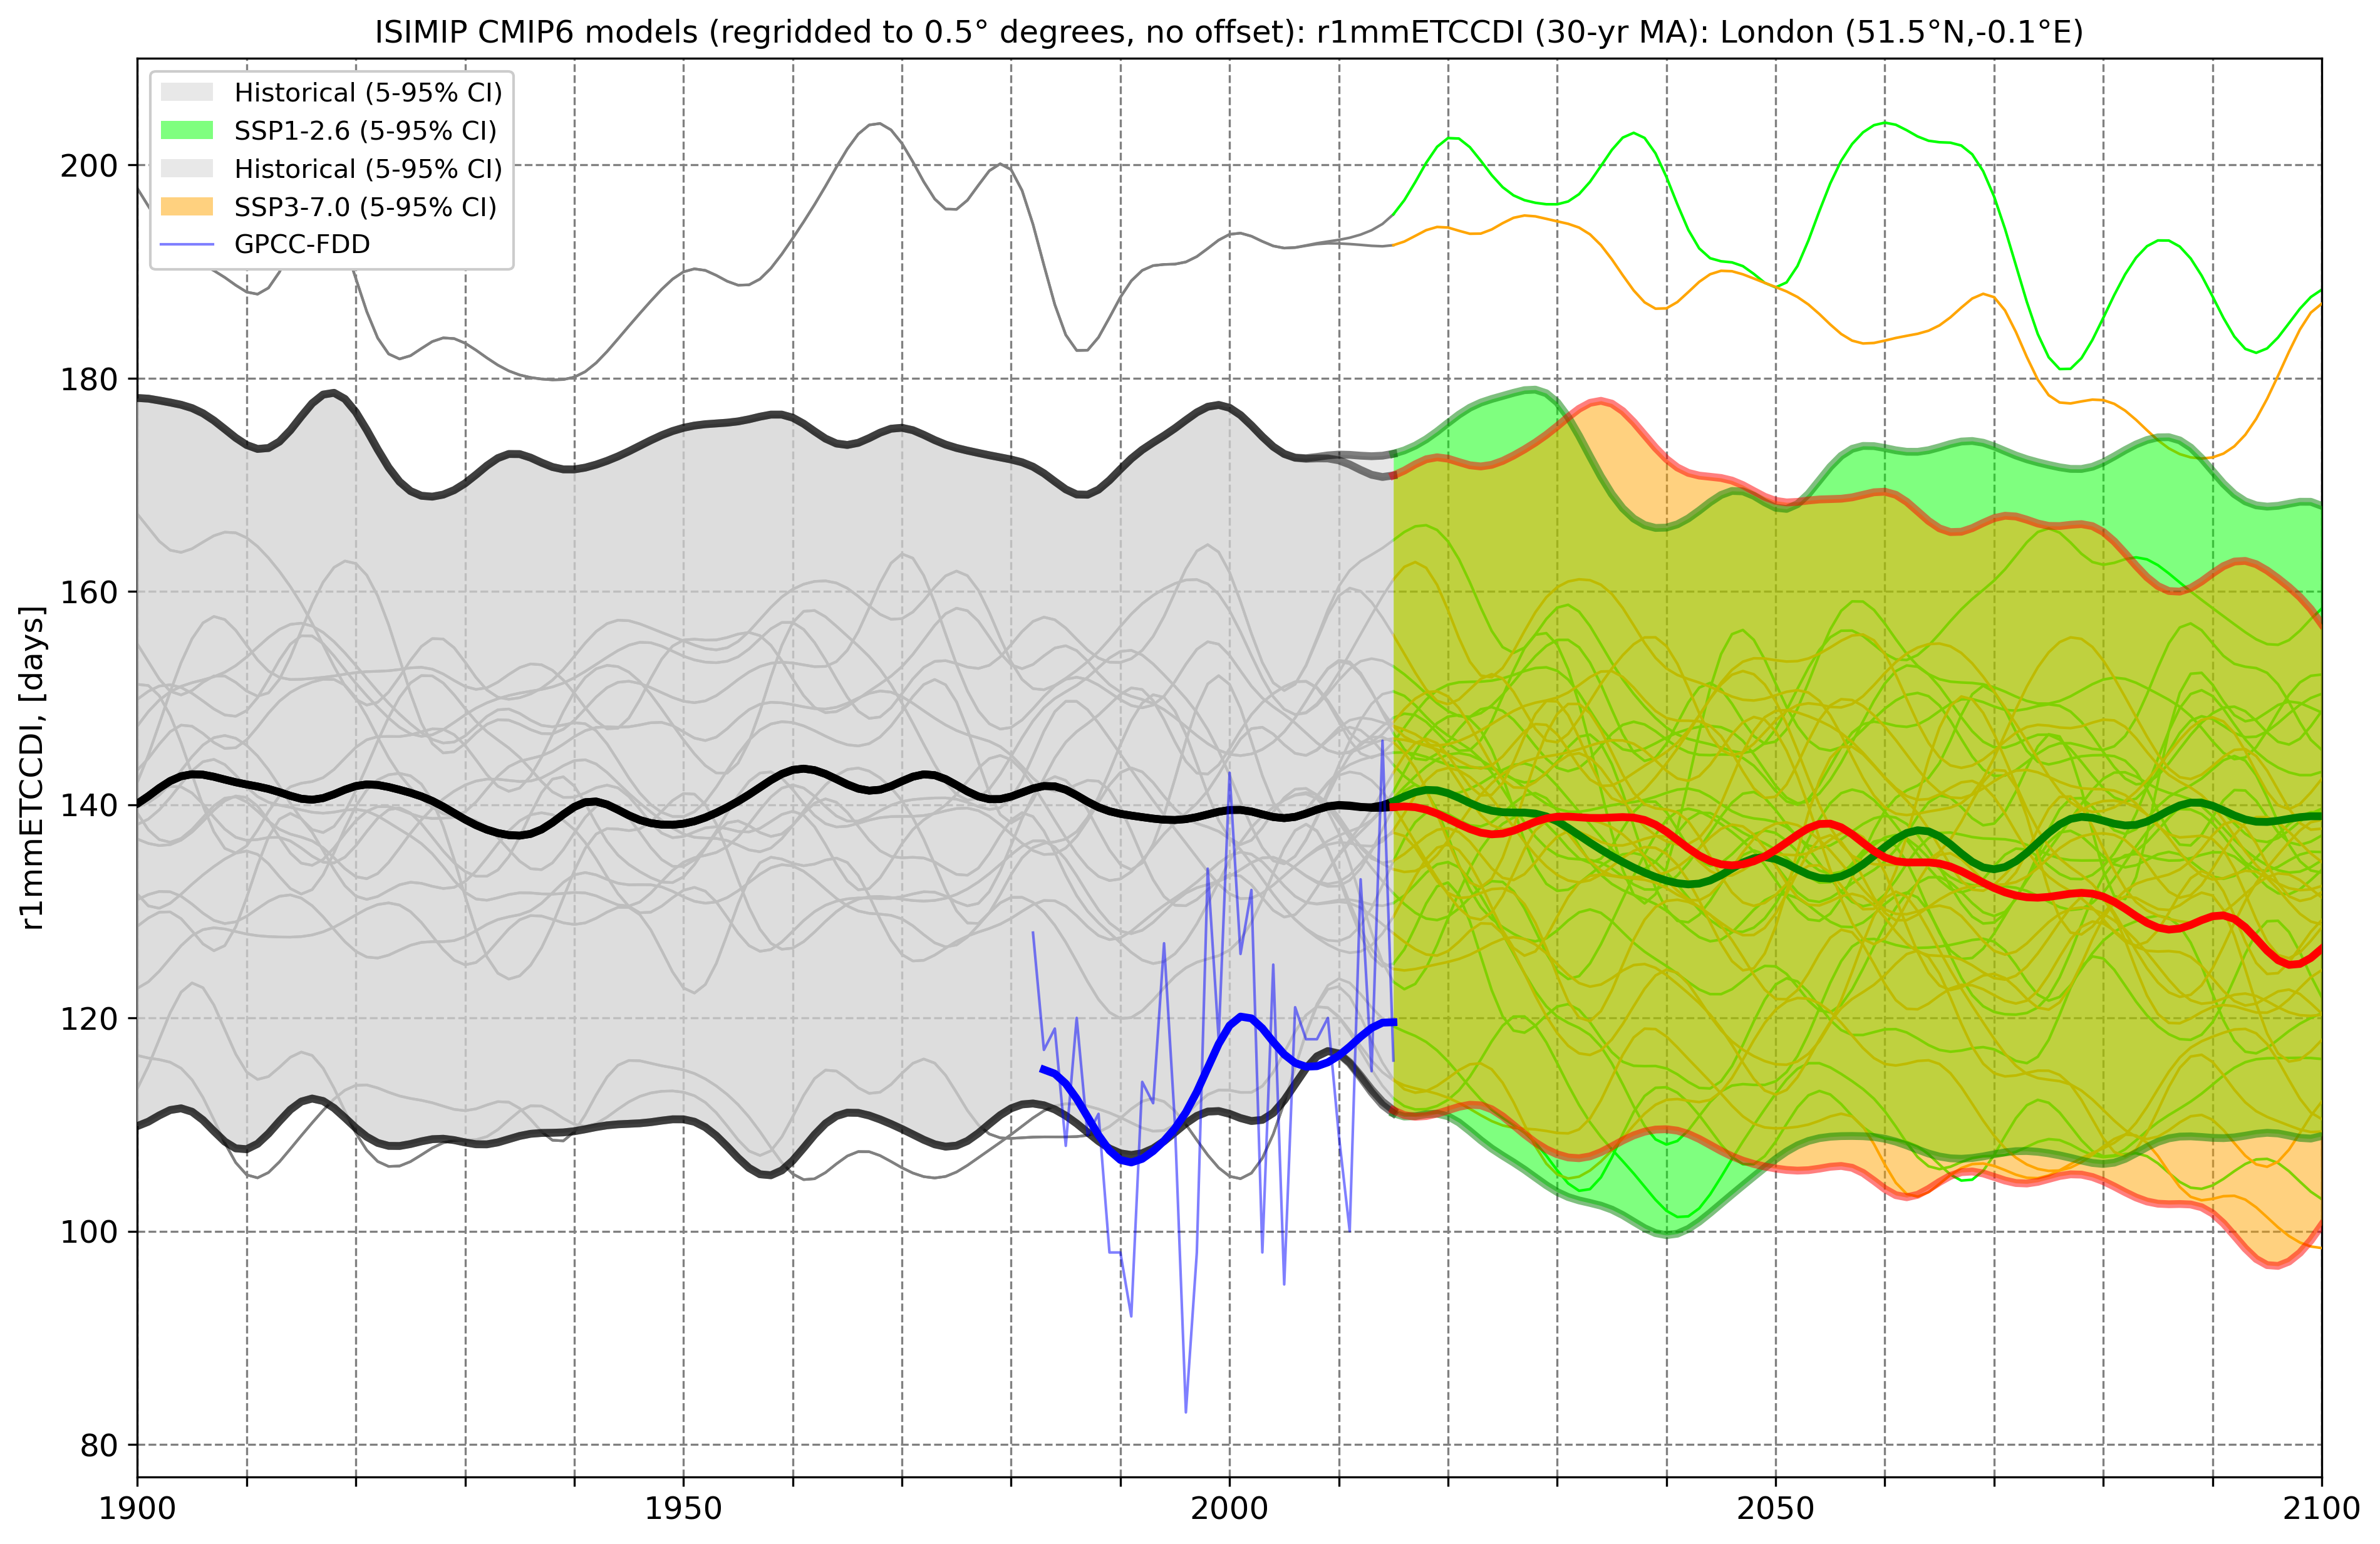 ISIMIP CMIP6 models (regridded to 0.5° degrees, no offset): r1mmETCCDI (30-yr MA): London (51.5°N,-0.1°E)
Historical (5-95% CI)
SSP1-2.6 (5-95% CI)
Historical (5-95% CI)
SSP3-7.0 (5-95% CI)
GPCC-FDD
r1mmETCCDI, [days]
200
180
160
140
120
100
80
1900
1950
2000
2050
2100